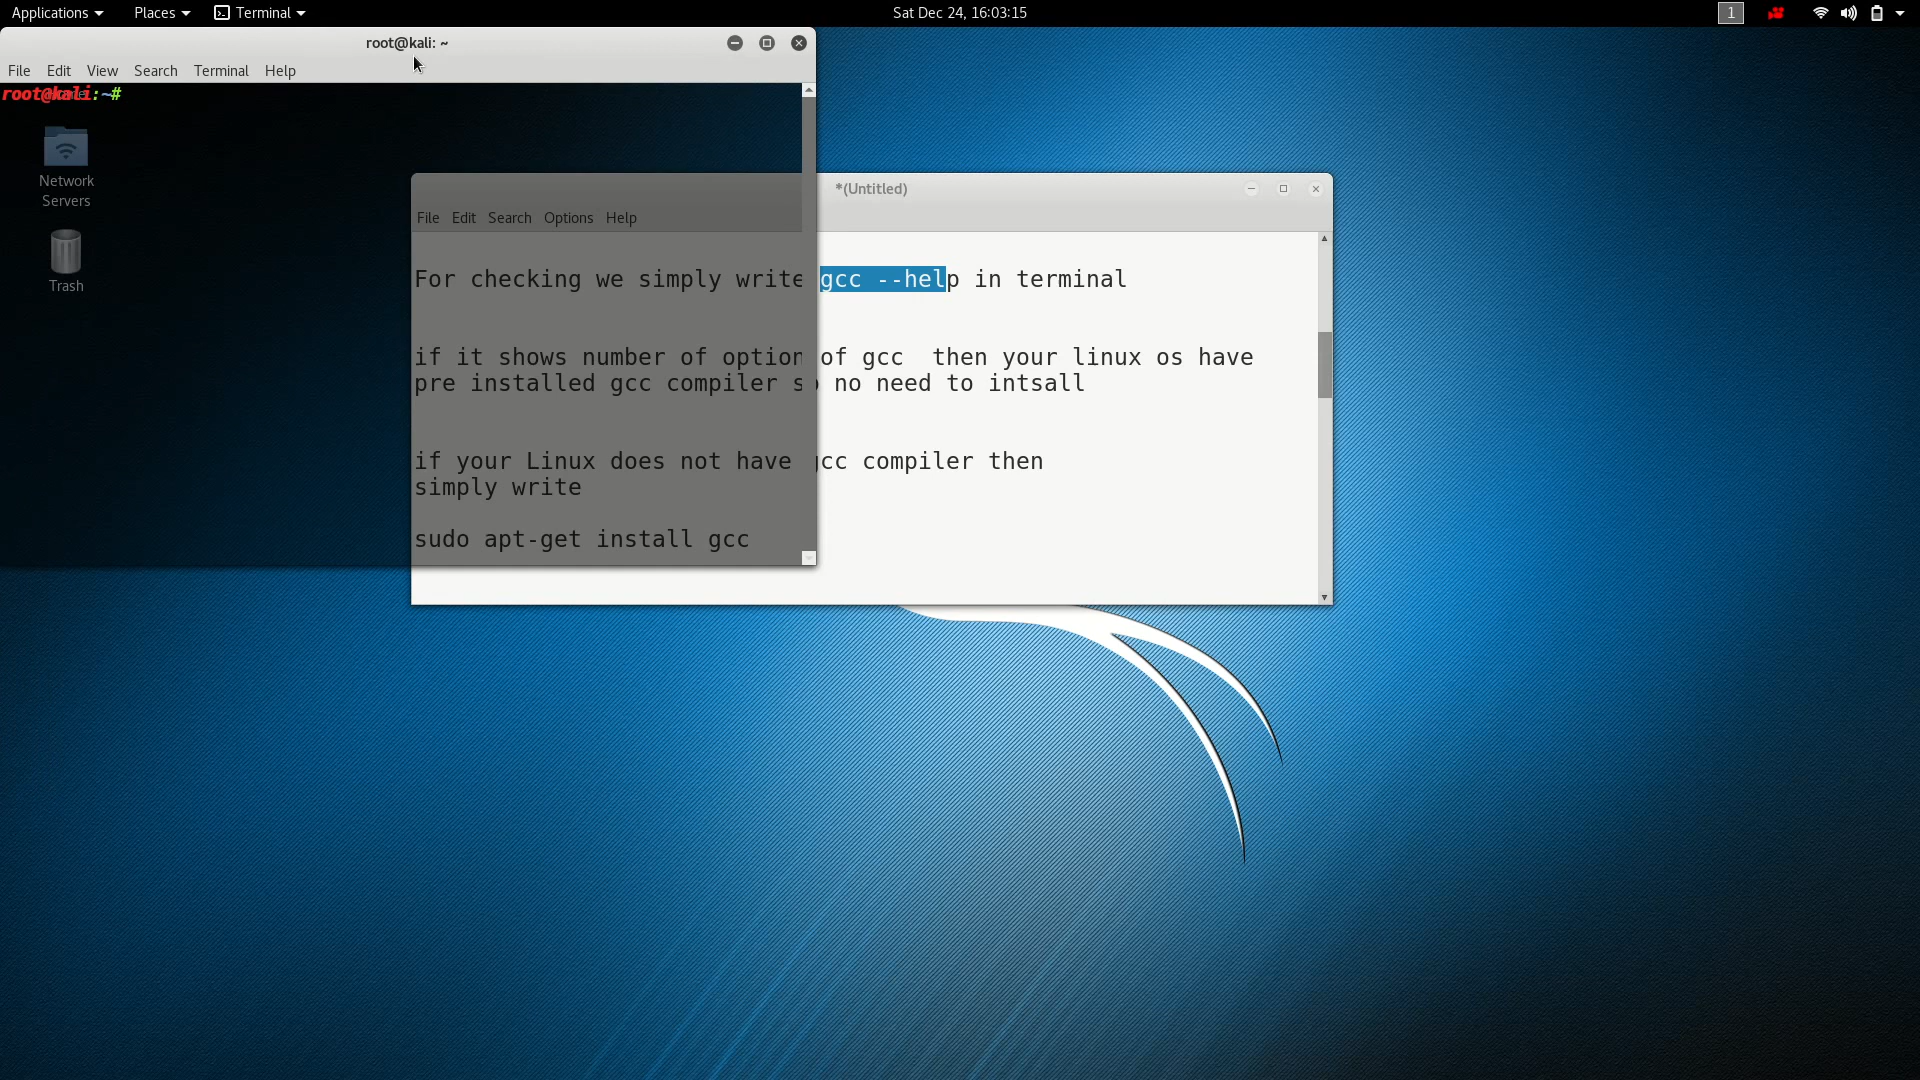 Applications Places Terminal Sat Dec 24, 16:03:15 1
root@kali: ~
File Edit View Search Terminal Help
root@kali:~#
Network
Servers
Trash
*(Untitled)
File Edit Search Options Help
For checking we simply write gcc --help in terminal
if it shows number of option of gcc  then your linux os have
pre installed gcc compiler so no need to intsall
if your Linux does not have gcc compiler then
simply write
sudo apt-get install gcc